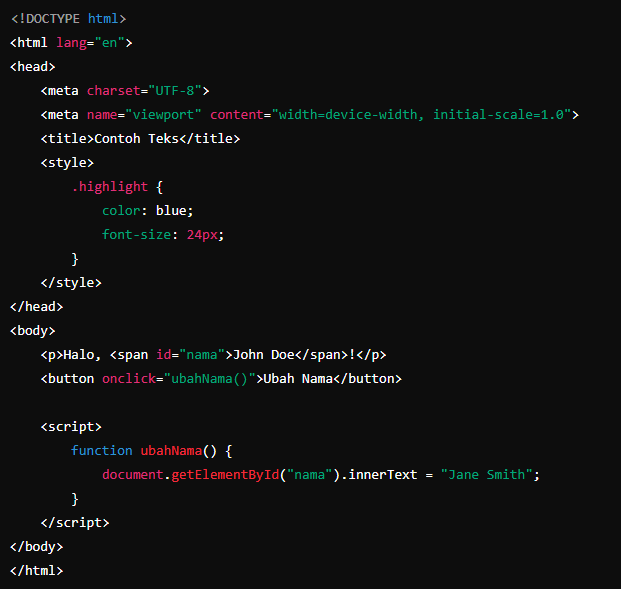 <!DOCTYPE html>
<html lang="en">
<head>
    <meta charset="UTF-8">
    <meta name="viewport" content="width=device-width, initial-scale=1.0">
    <title>Contoh Teks</title>
    <style>
        .highlight {
            color: blue;
            font-size: 24px;
        }
    </style>
</head>
<body>
    <p>Halo, <span id="nama">John Doe</span>!</p>
    <button onclick="ubahNama()">Ubah Nama</button>

    <script>
        function ubahNama() {
            document.getElementById("nama").innerText = "Jane Smith";
        }
    </script>
</body>
</html>